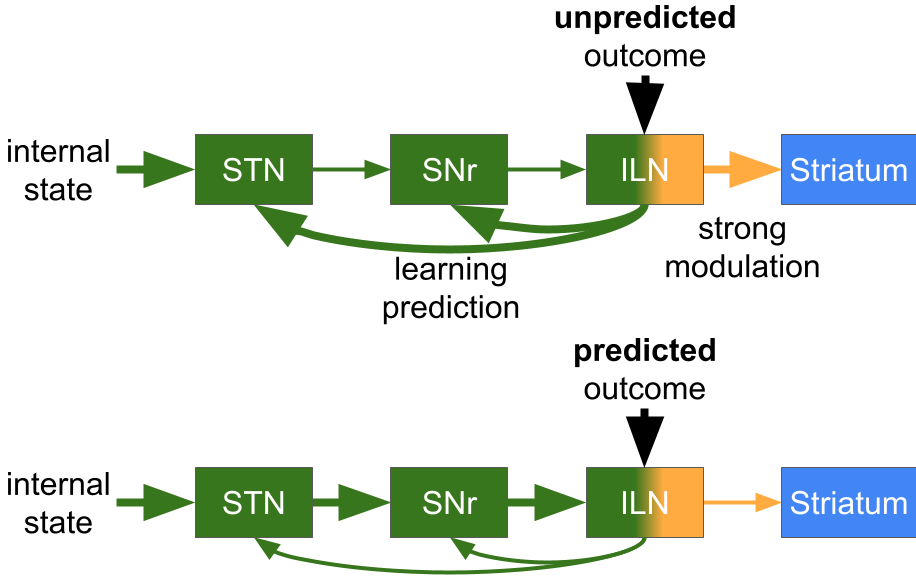 unpredicted
outcome
internal
state
STN
SNr
ILN
Striatum
strong
modulation
learning
prediction
predicted
outcome
internal
state
STN
SNr
ILN
Striatum